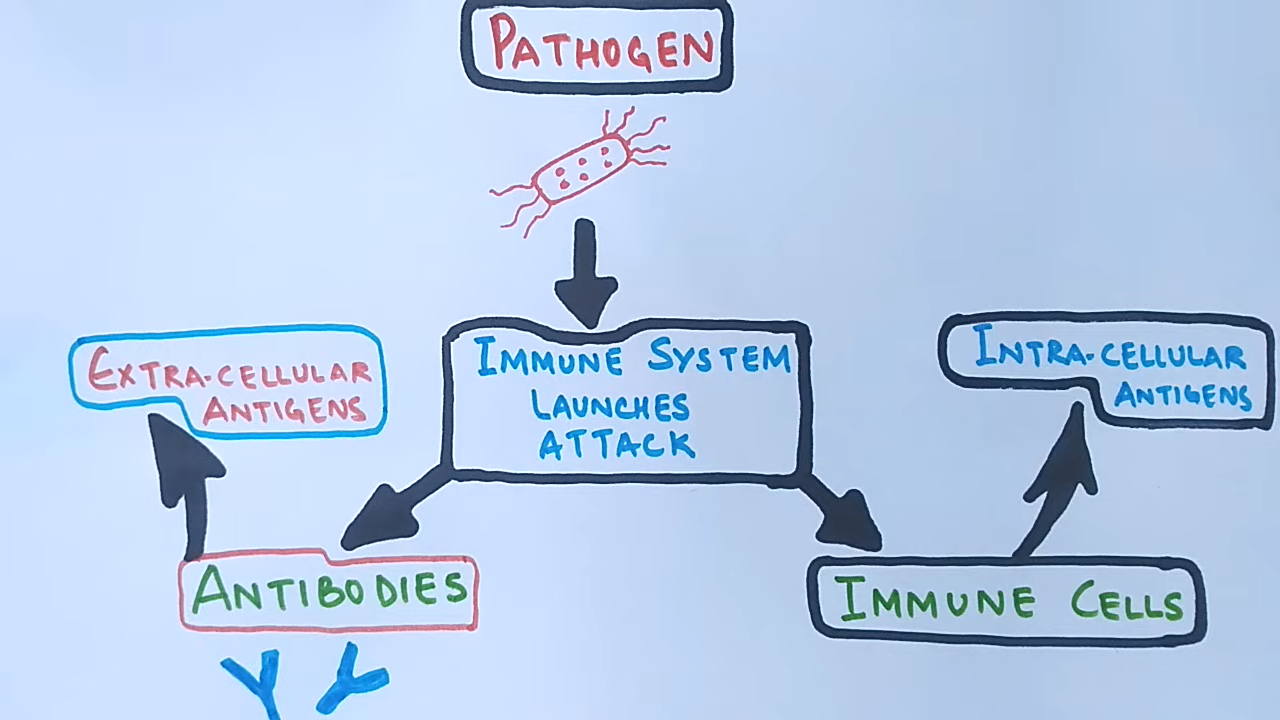 PATHOGEN
IMMUNE SYSTEM
LAUNCHES
ATTACK
EXTRA-CELLULAR
ANTIGENS
INTRA-CELLULAR
ANTIGENS
ANTIBODIES
IMMUNE CELLS